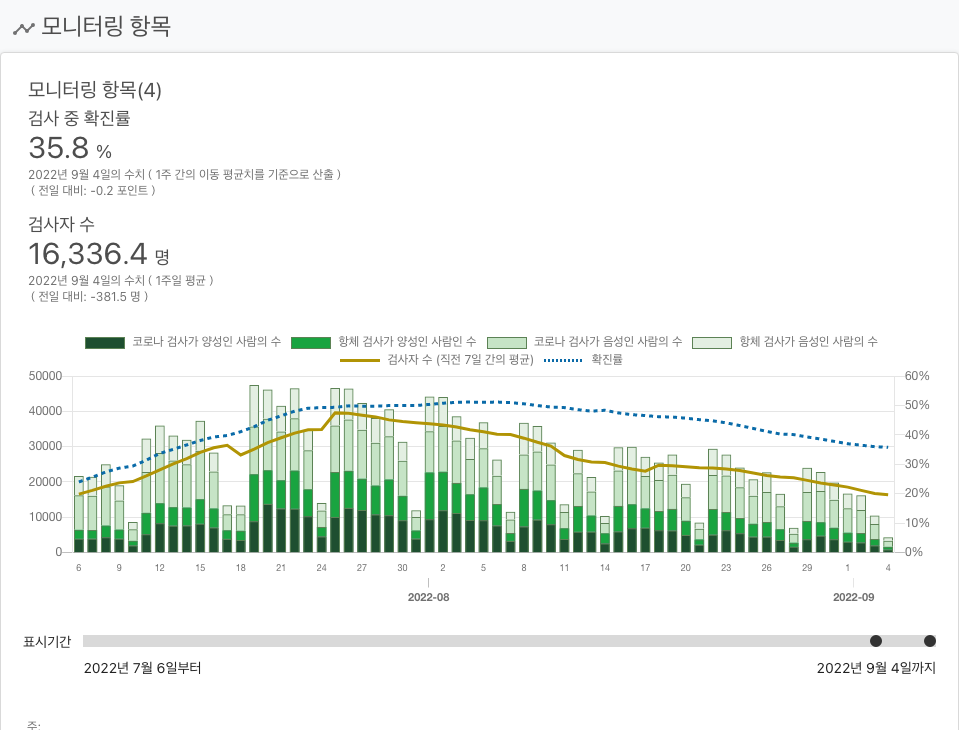 모니터링 항목
모니터링 항목(4)
검사 중 확진률
35.8 %
2022년 9월 4일의 수치 ( 1주 간의 이동 평균치를 기준으로 산출 )
( 전일 대비: -0.2 포인트 )
검사자 수
16,336.4 명
2022년 9월 4일의 수치 ( 1주일 평균 )
( 전일 대비: -381.5 명 )
코로나 검사가 양성인 사람의 수 항체 검사가 양성인 사람인 수 코로나 검사가 음성인 사람의 수 항체 검사가 음성인 사람의 수
검사자 수 (직전 7일 간의 평균) 확진률
50000 60%
40000 50%
30000 40%
20000 30%
10000 20%
0 10%
0%
6 9 12 15 18 21 24 27 30 2 5 8 11 14 17 20 23 26 29 1 4
2022-08 2022-09
표시기간
2022년 7월 6일부터 2022년 9월 4일까지
주: